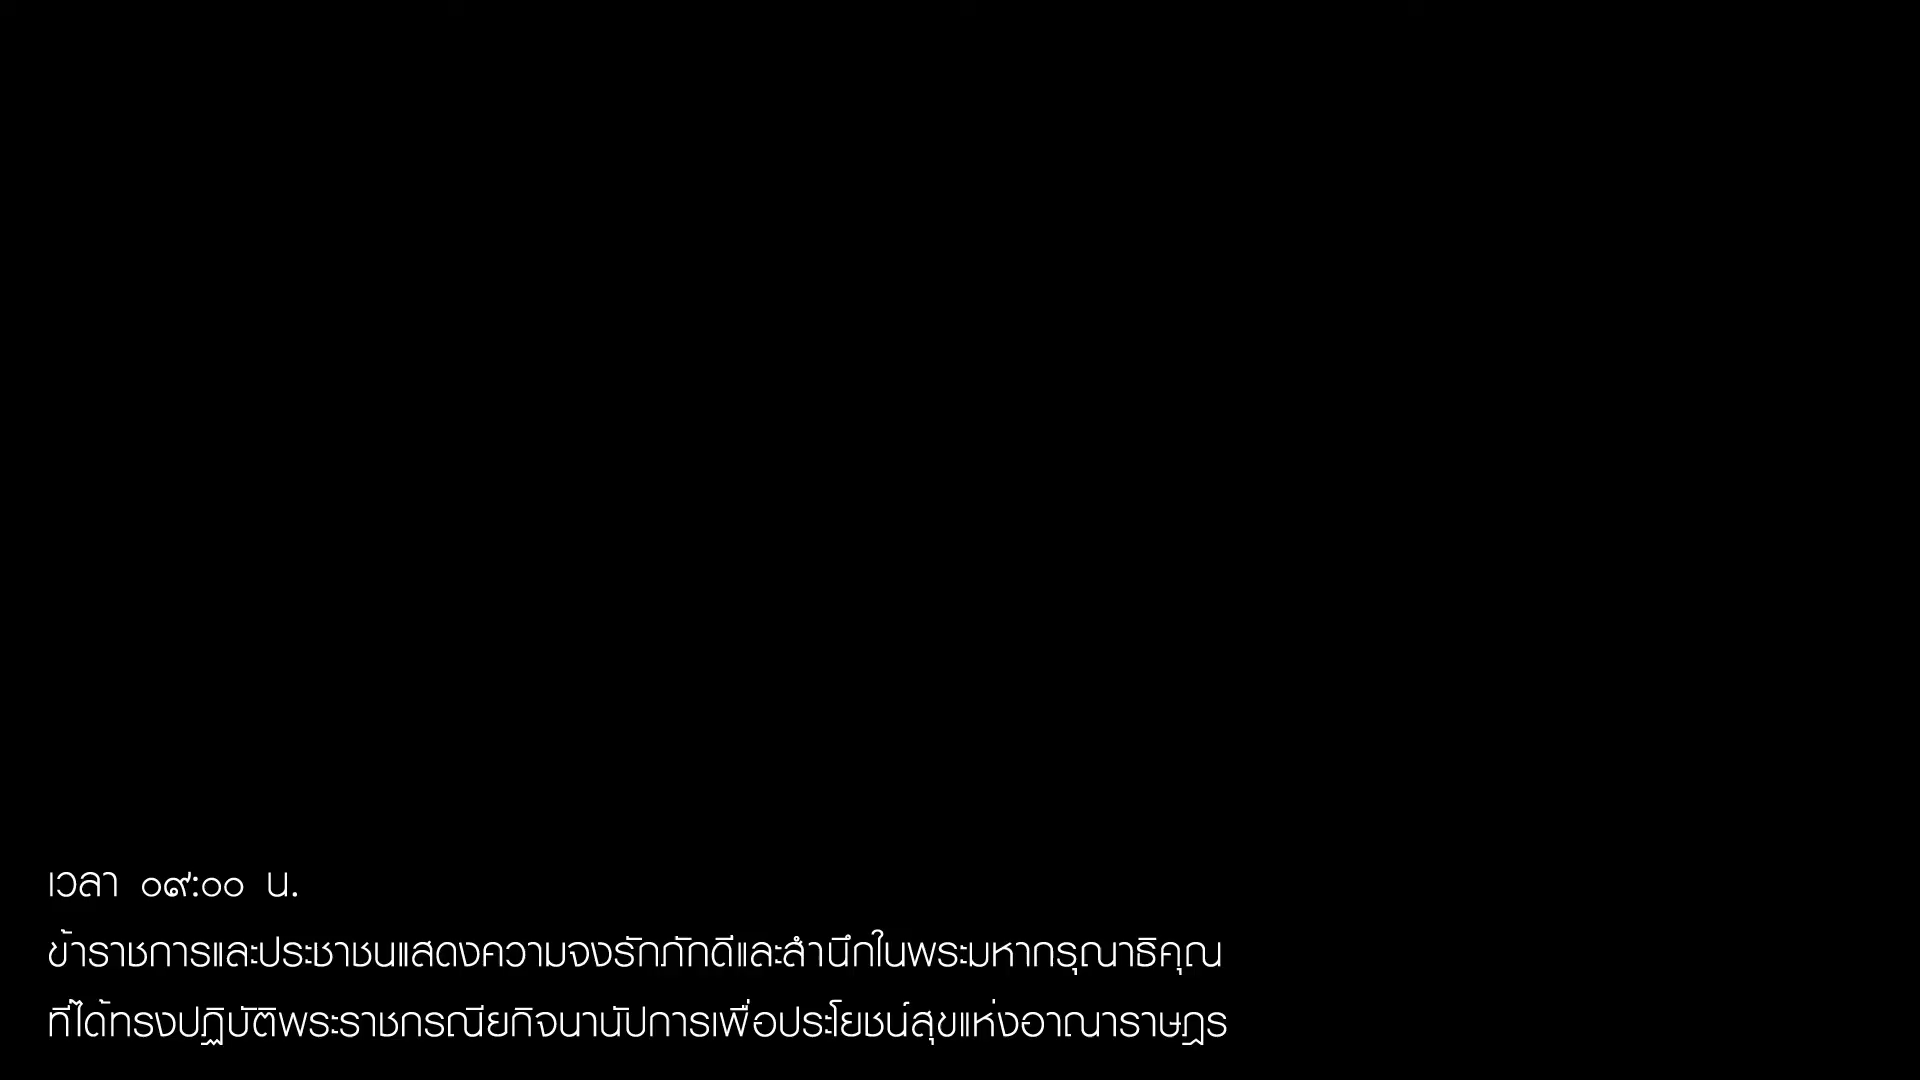 เวลา ๐๙:๐๐ น.
ข้าราชการและประชาชนแสดงความจงรักภักดีและสำนึกในพระมหากรุณาธิคุณ
ที่ได้ทรงปฏิบัติพระราชกรณียกิจนานัปการเพื่อประโยชน์สุขแห่งอาณาราษฎร